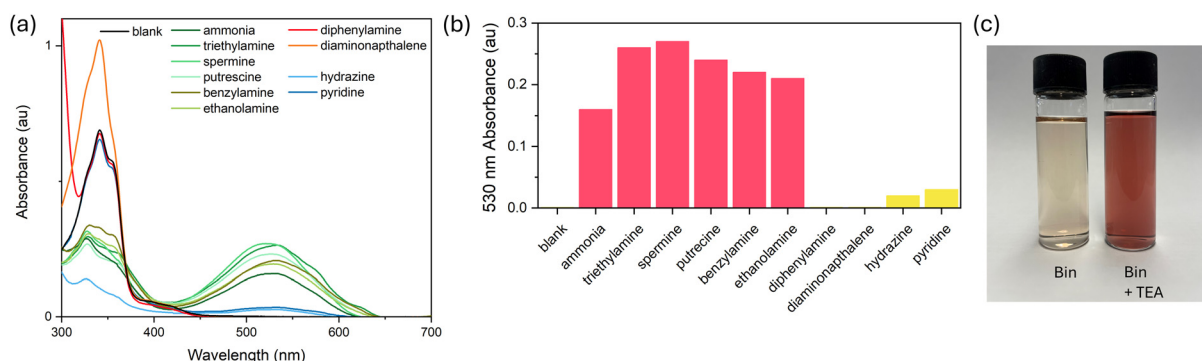 (a)
blank
ammonia
triethylamine
spermine
putrescine
benzylamine
ethanolamine
diphenylamine
diaminonapthalene
hydrazine
pyridine
1
0
Absorbance (au)
300 400 500 600 700
Wavelength (nm)
(b)
0.3
0.2
0.1
0.0
530 nm Absorbance (au)
blank
ammonia
triethylamine
spermine
putrecine
benzylamine
ethanolamine
diphenylamine
diaminonapthalene
hydrazine
pyridine
(c)
Bin
Bin
+ TEA